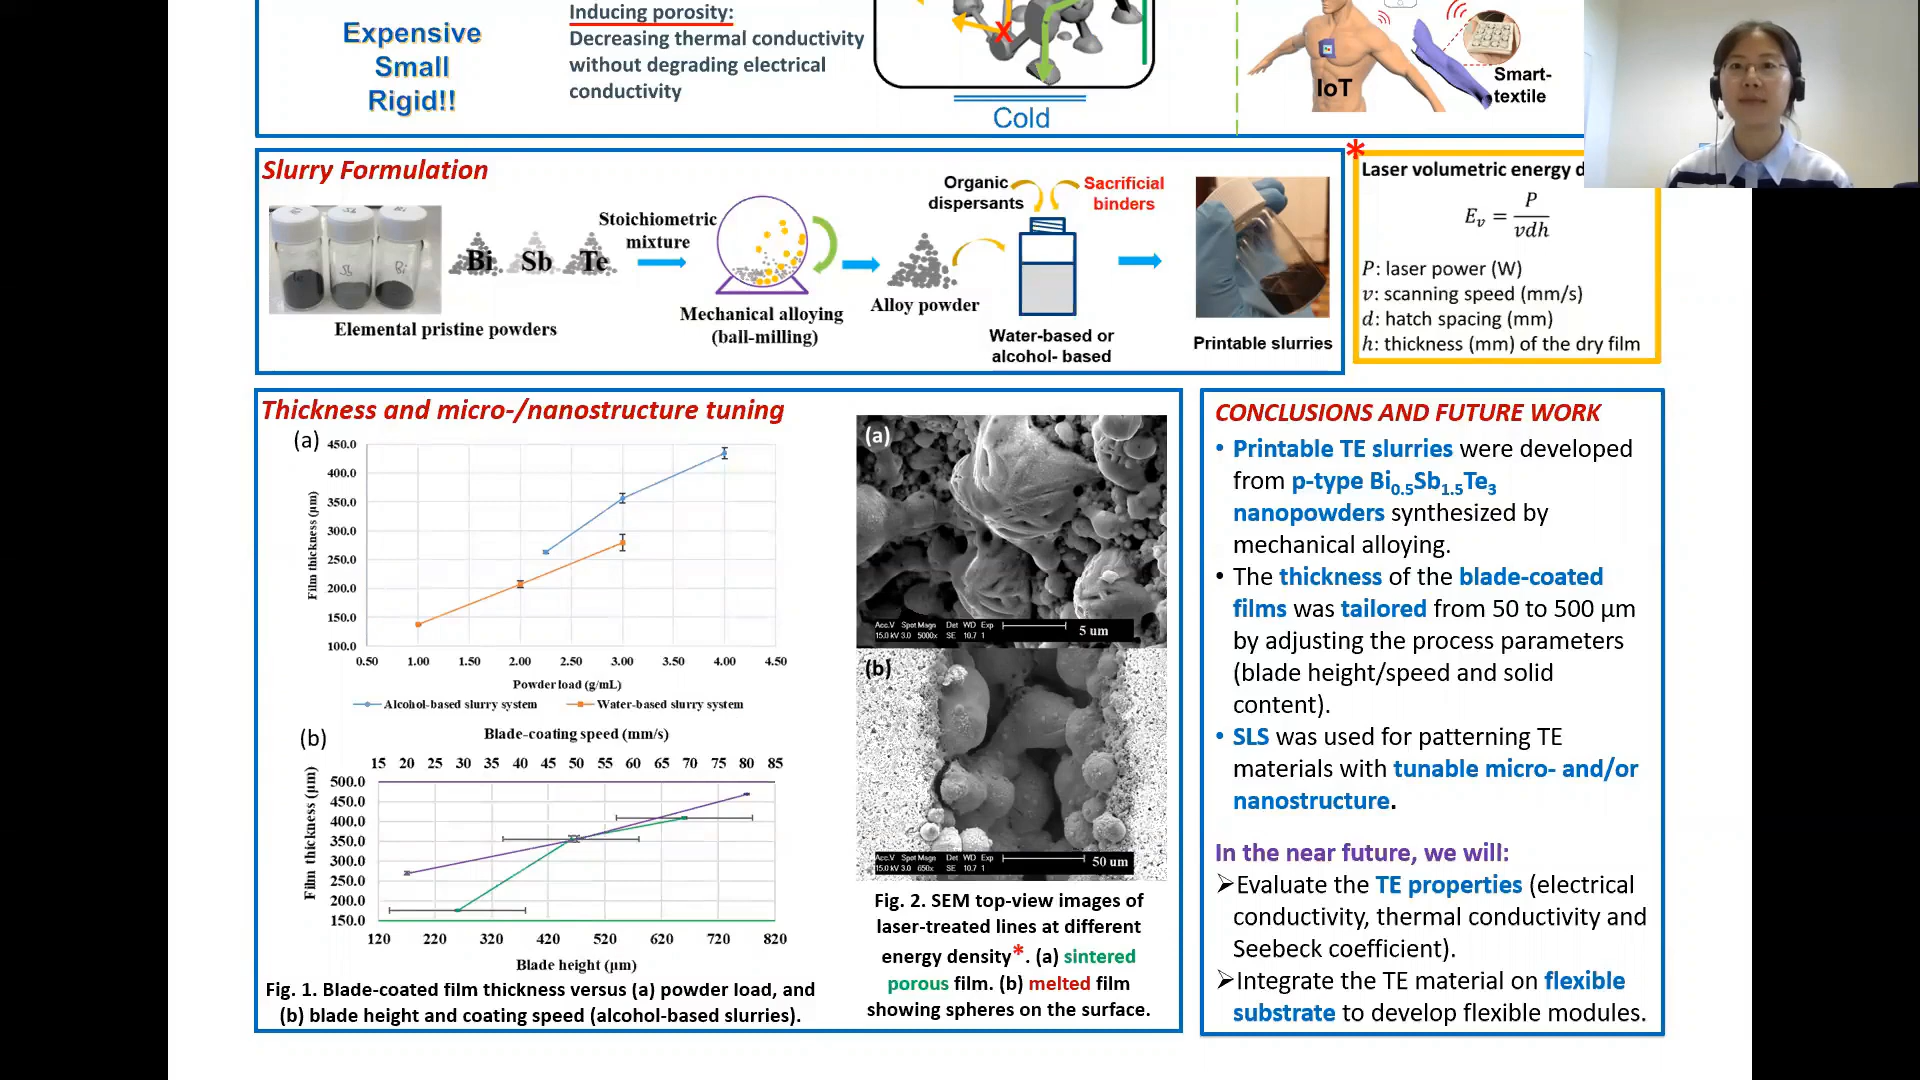 Expensive
Small
Rigid!!
Inducing porosity:
Decreasing thermal conductivity
without degrading electrical
conductivity
X
Cold
IoT
Smart-
textile
Slurry Formulation
Te
Sb
Bi
Bi Sb Te
Elemental pristine powders
Stoichiometric
mixture
Mechanical alloying
(ball-milling)
Alloy powder
Organic
dispersants
Sacrificial
binders
Water-based or
alcohol- based
Printable slurries
*
Laser volumetric energy d
Ev = P
vdh
P: laser power (W)
v: scanning speed (mm/s)
d: hatch spacing (mm)
h: thickness (mm) of the dry film
Thickness and micro-/nanostructure tuning
(a)
Film thickness (μm)
450.0
400.0
350.0
300.0
250.0
200.0
150.0
100.0
0.50 1.00 1.50 2.00 2.50 3.00 3.50 4.00 4.50
Powder load (g/mL)
Alcohol-based slurry system Water-based slurry system
(b)
Blade-coating speed (mm/s)
15 20 25 30 35 40 45 50 55 60 65 70 75 80 85
Film thickness (μm)
500.0
450.0
400.0
350.0
300.0
250.0
200.0
150.0
120 220 320 420 520 620 720 820
Blade height (μm)
Fig. 1. Blade-coated film thickness versus (a) powder load, and
(b) blade height and coating speed (alcohol-based slurries).
(a)
Acc.V Spot Magn Det WD Exp
15.0 kV 3.0 5000x SE 10.7 1
5 um
(b)
Acc.V Spot Magn Det WD Exp
15.0 kV 3.0 650x SE 10.7 1
50 um
Fig. 2. SEM top-view images of
laser-treated lines at different
energy density*. (a) sintered
porous film. (b) melted film
showing spheres on the surface.
CONCLUSIONS AND FUTURE WORK
• Printable TE slurries were developed
from p-type Bi0.5Sb1.5Te3
nanopowders synthesized by
mechanical alloying.
• The thickness of the blade-coated
films was tailored from 50 to 500 μm
by adjusting the process parameters
(blade height/speed and solid
content).
• SLS was used for patterning TE
materials with tunable micro- and/or
nanostructure.
In the near future, we will:
➢Evaluate the TE properties (electrical
conductivity, thermal conductivity and
Seebeck coefficient).
➢Integrate the TE material on flexible
substrate to develop flexible modules.